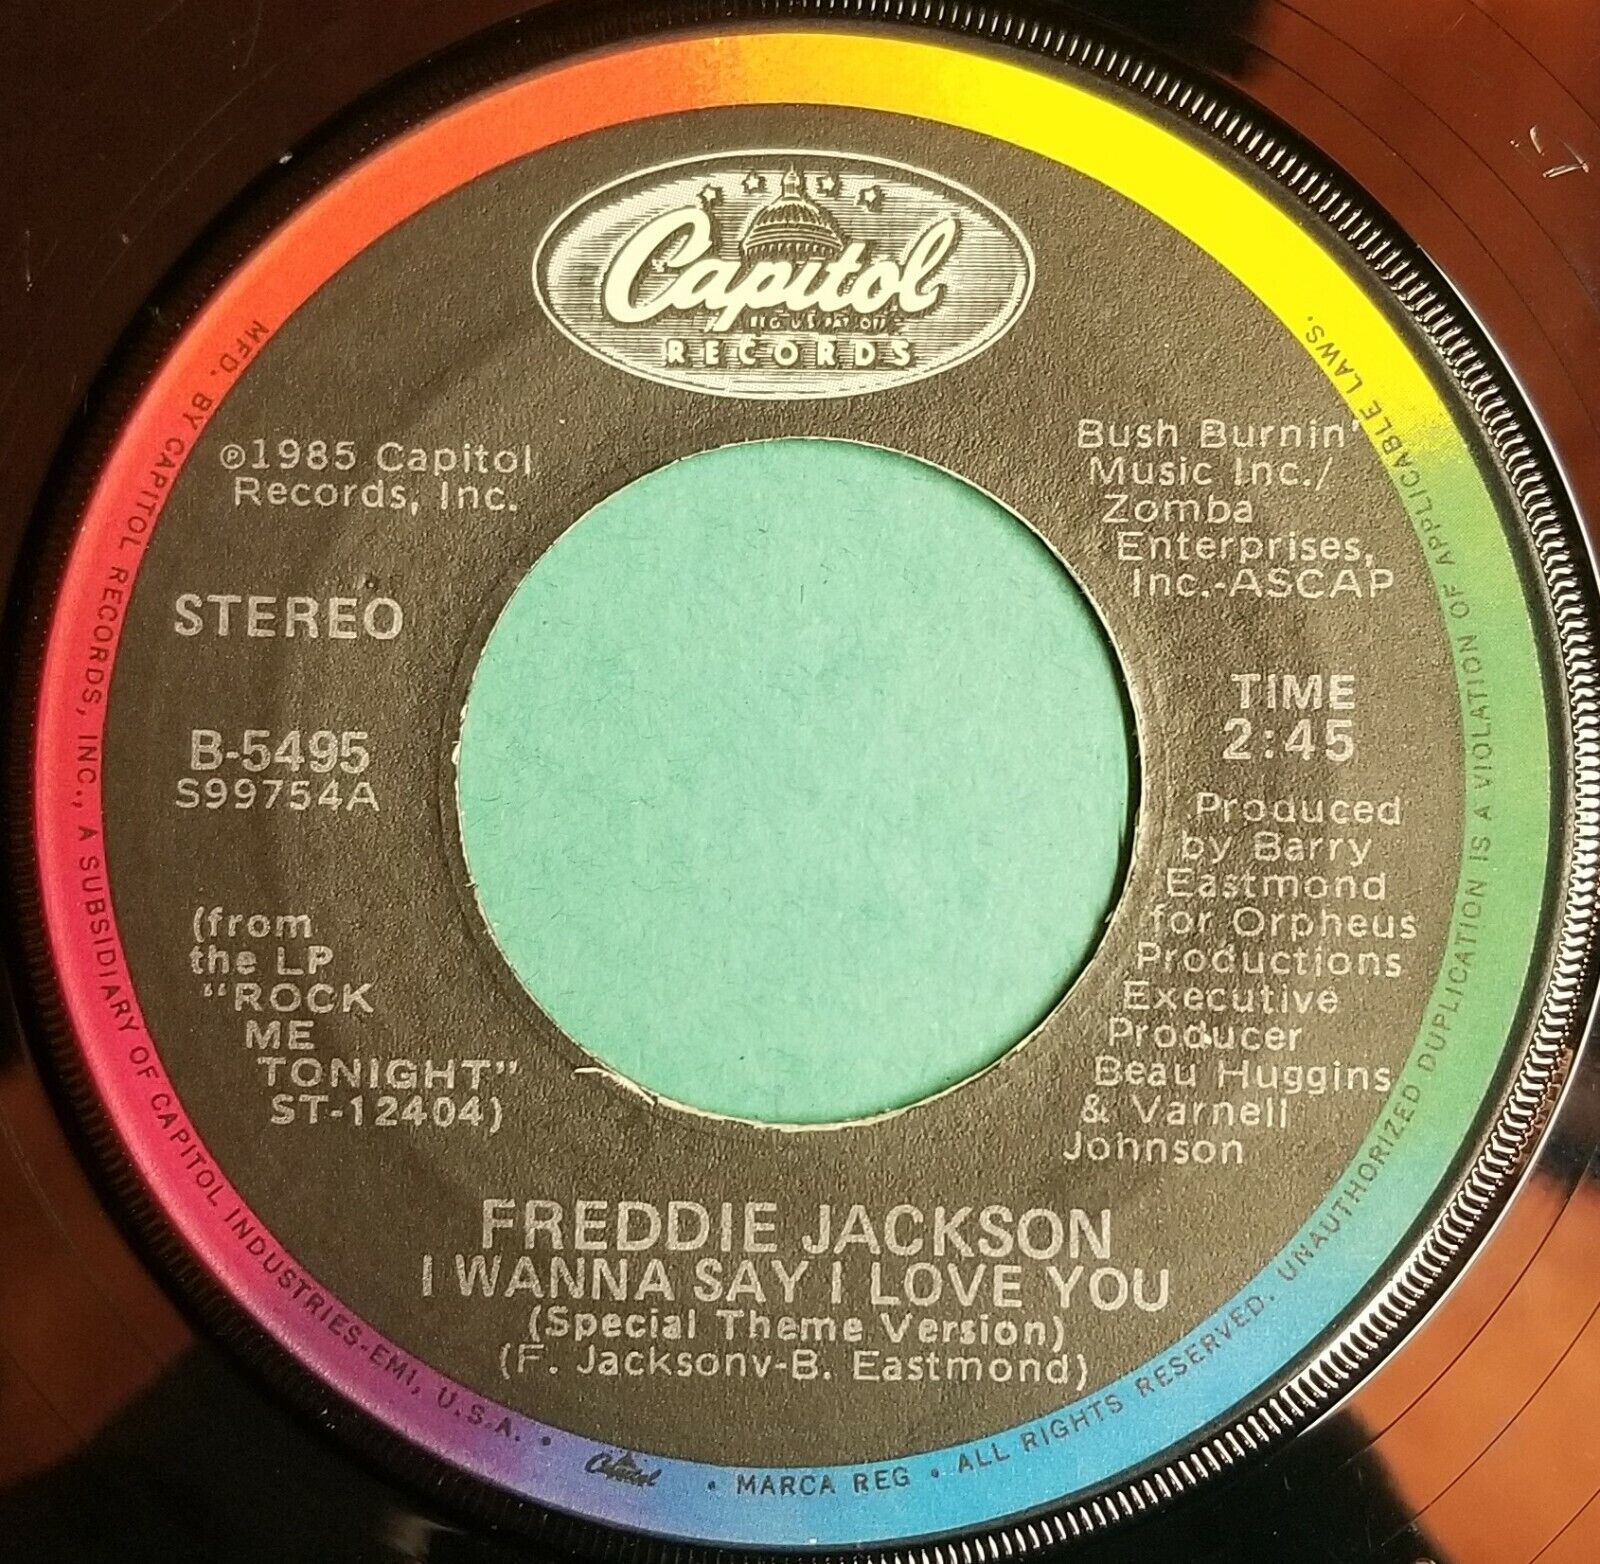 Capitol
REG. U.S. PAT. OFF.
RECORDS
℗1985 Capitol
Records, Inc.
STEREO
B-5495
S99754A
(from
the LP
"ROCK
ME
TONIGHT"
ST-12404)
Bush Burnin'
Music Inc./
Zomba
Enterprises,
Inc.-ASCAP
TIME
2:45
Produced
by Barry
Eastmond
for Orpheus
Productions
Executive
Producer
Beau Huggins
& Varnell
Johnson
FREDDIE JACKSON
I WANNA SAY I LOVE YOU
(Special Theme Version)
(F. Jacksonv-B. Eastmond)
MFD. BY CAPITOL RECORDS, INC., A SUBSIDIARY OF CAPITOL INDUSTRIES-EMI, U.S.A. • Capitol • MARCA REG • ALL RIGHTS RESERVED. UNAUTHORIZED DUPLICATION IS A VIOLATION OF APPLICABLE LAWS.